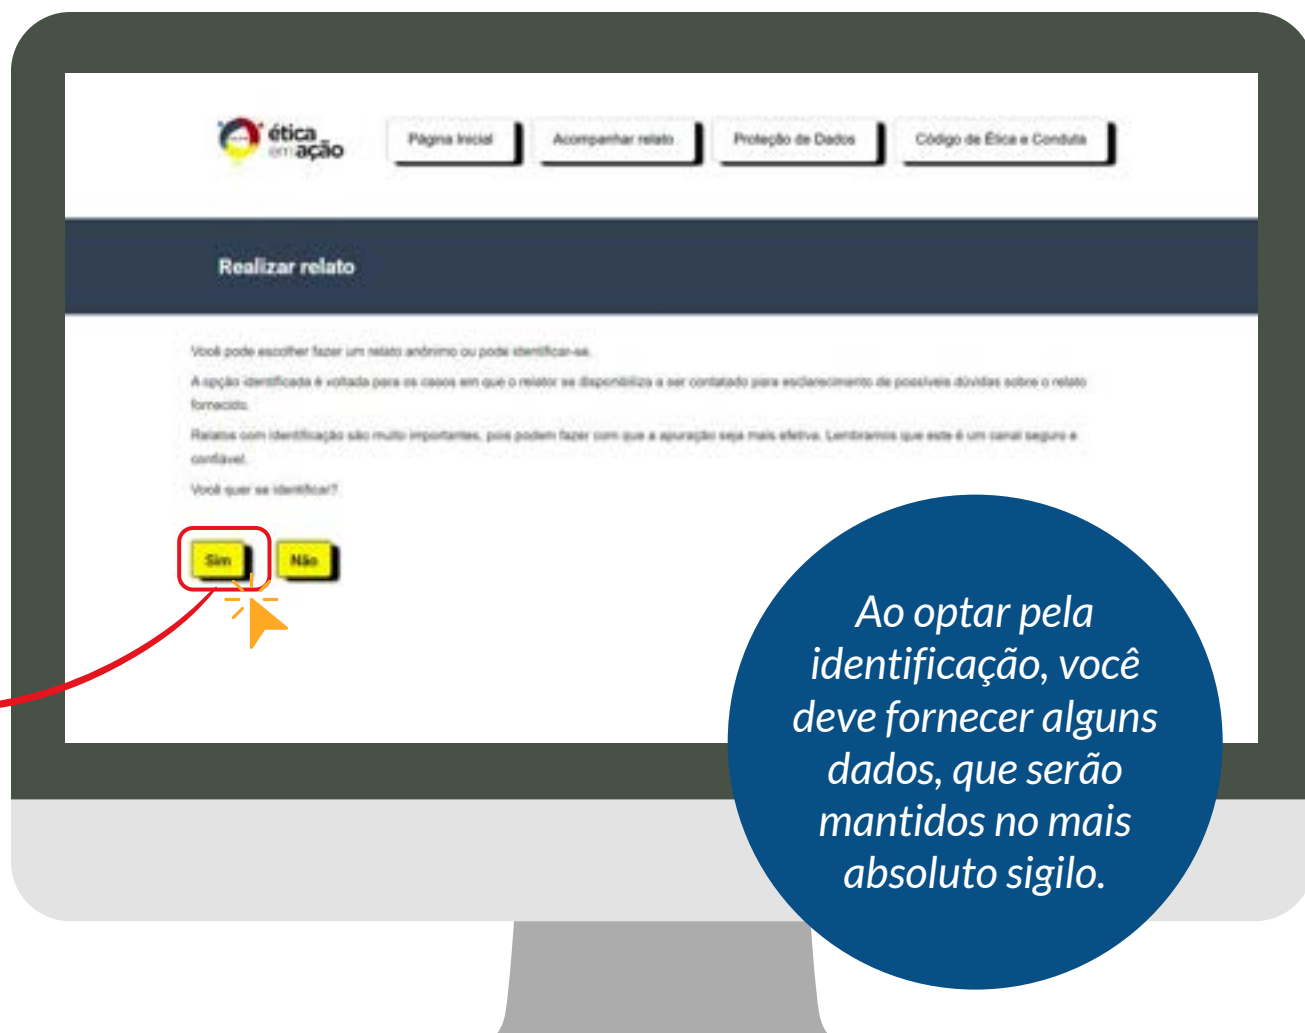 ética
em ação
Página Inicial
Acompanhar relato
Proteção de Dados
Código de Ética e Conduta
Realizar relato
Você pode escolher fazer um relato anônimo ou pode identificar-se.
A opção identificada é voltada para os casos em que o relator se disponibiliza a ser contatado para esclarecimento de possíveis dúvidas sobre o relato
fornecido.
Relatos com identificação são muito importantes, pois podem fazer com que a apuração seja mais efetiva. Lembramos que este é um canal seguro e
confiável.
Você quer se identificar?
Sim
Não
Ao optar pela
identificação, você
deve fornecer alguns
dados, que serão
mantidos no mais
absoluto sigilo.